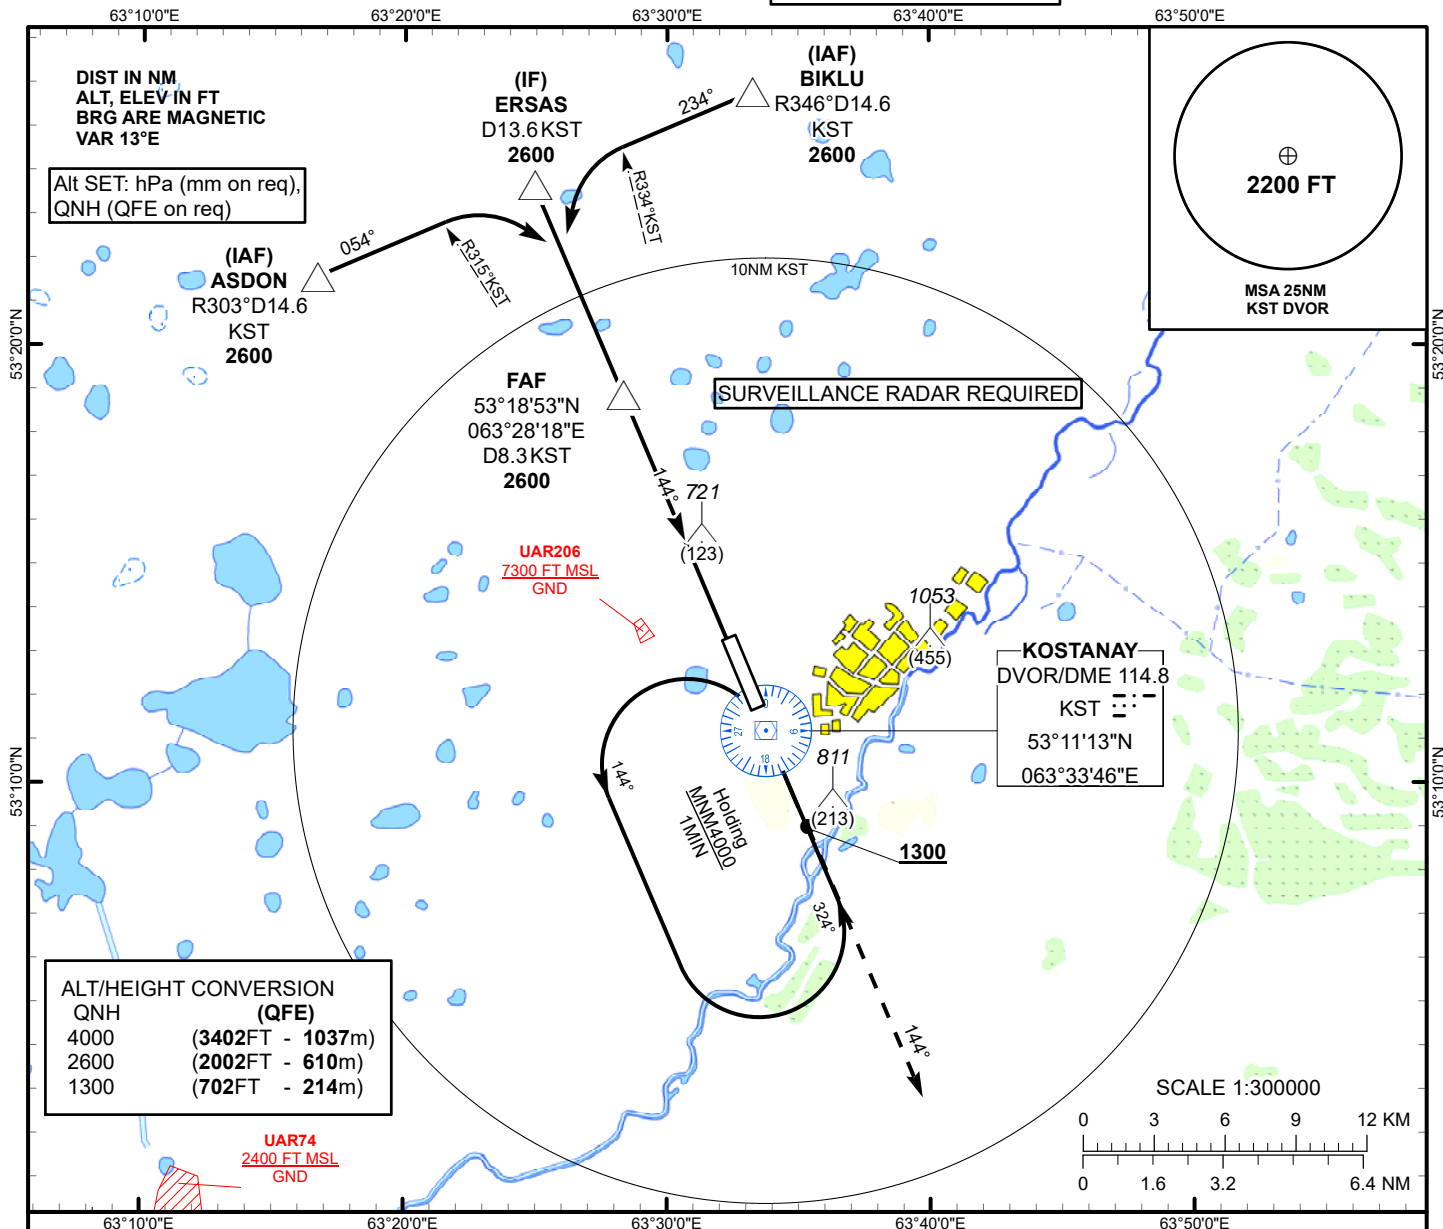 63°10'0"E
63°20'0"E
63°30'0"E
63°40'0"E
63°50'0"E
DIST IN NM
ALT, ELEV IN FT
BRG ARE MAGNETIC
VAR 13°E
Alt SET: hPa (mm on req),
QNH (QFE on req)
(IF)
ERSAS
D13.6KST
2600
(IAF)
BIKLU
R346°D14.6
KST
2600
234°
R334°KST
2200 FT
MSA 25NM
KST DVOR
(IAF)
ASDON
R303°D14.6
KST
2600
054°
R315°KST
10NM KST
53°20'0"N
53°20'0"N
SURVEILLANCE RADAR REQUIRED
FAF
53°18'53"N
063°28'18"E
D8.3KST
2600
144°
721
(123)
UAR206
7300 FT MSL
GND
1053
(455)
KOSTANAY
DVOR/DME 114.8
KST
53°11'13"N
063°33'46"E
0
9
18
27
811
(213)
1300
53°10'0"N
53°10'0"N
144°
Holding
MNM4000
1MIN
324°
144°
ALT/HEIGHT CONVERSION
QNH (QFE)
4000 (3402FT - 1037m)
2600 (2002FT - 610m)
1300 (702FT - 214m)
UAR74
2400 FT MSL
GND
SCALE 1:300000
0 3 6 9 12 KM
0 1.6 3.2 6.4 NM
63°10'0"E
63°20'0"E
63°30'0"E
63°40'0"E
63°50'0"E